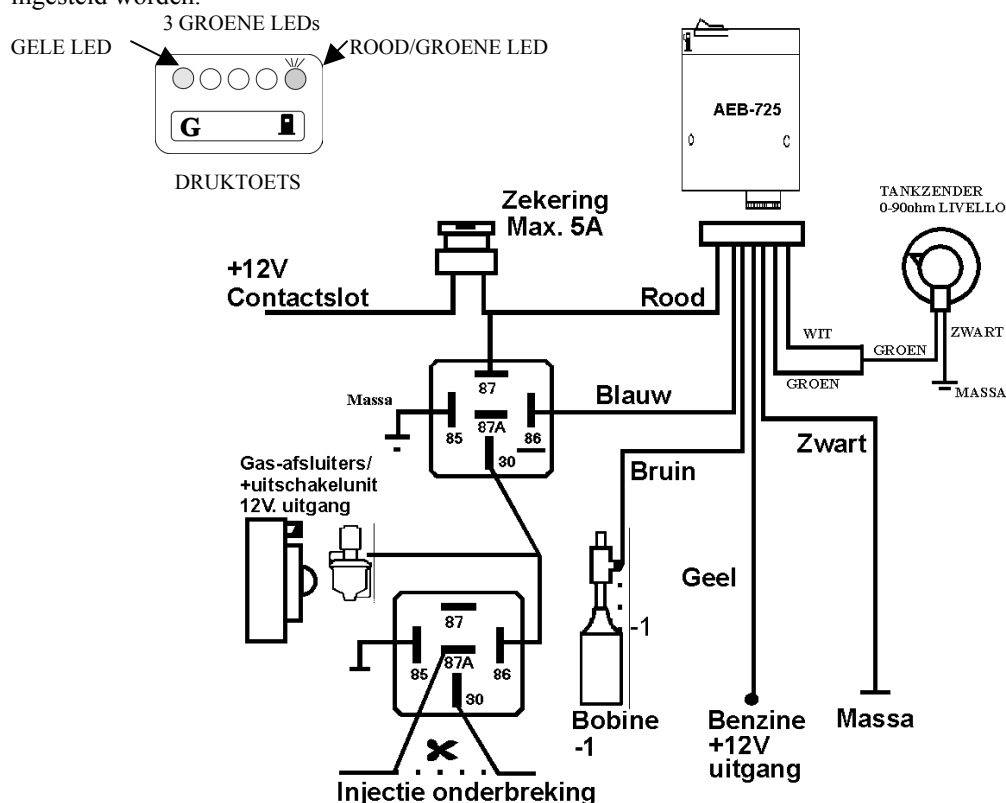 ingesteld worden.
3 GROENE LEDs
GELE LED
ROOD/GROENE LED
G
DRUKTOETS
i
AEB-725
TANKZENDER
0-90ohm LIVELLO
Zekering
Max. 5A
+12V
Contactslot
Rood
WIT
GROEN
ZWART
GROEN
MASSA
87
Massa
Blauw
87A
85
86
30
Zwart
Bruin
Gas-afsluiters/
+uitschakelunit
12V. uitgang
Geel
87
-1
87A
85
86
30
Bobine
-1
Benzine
+12V
uitgang
Massa
Injectie onderbreking